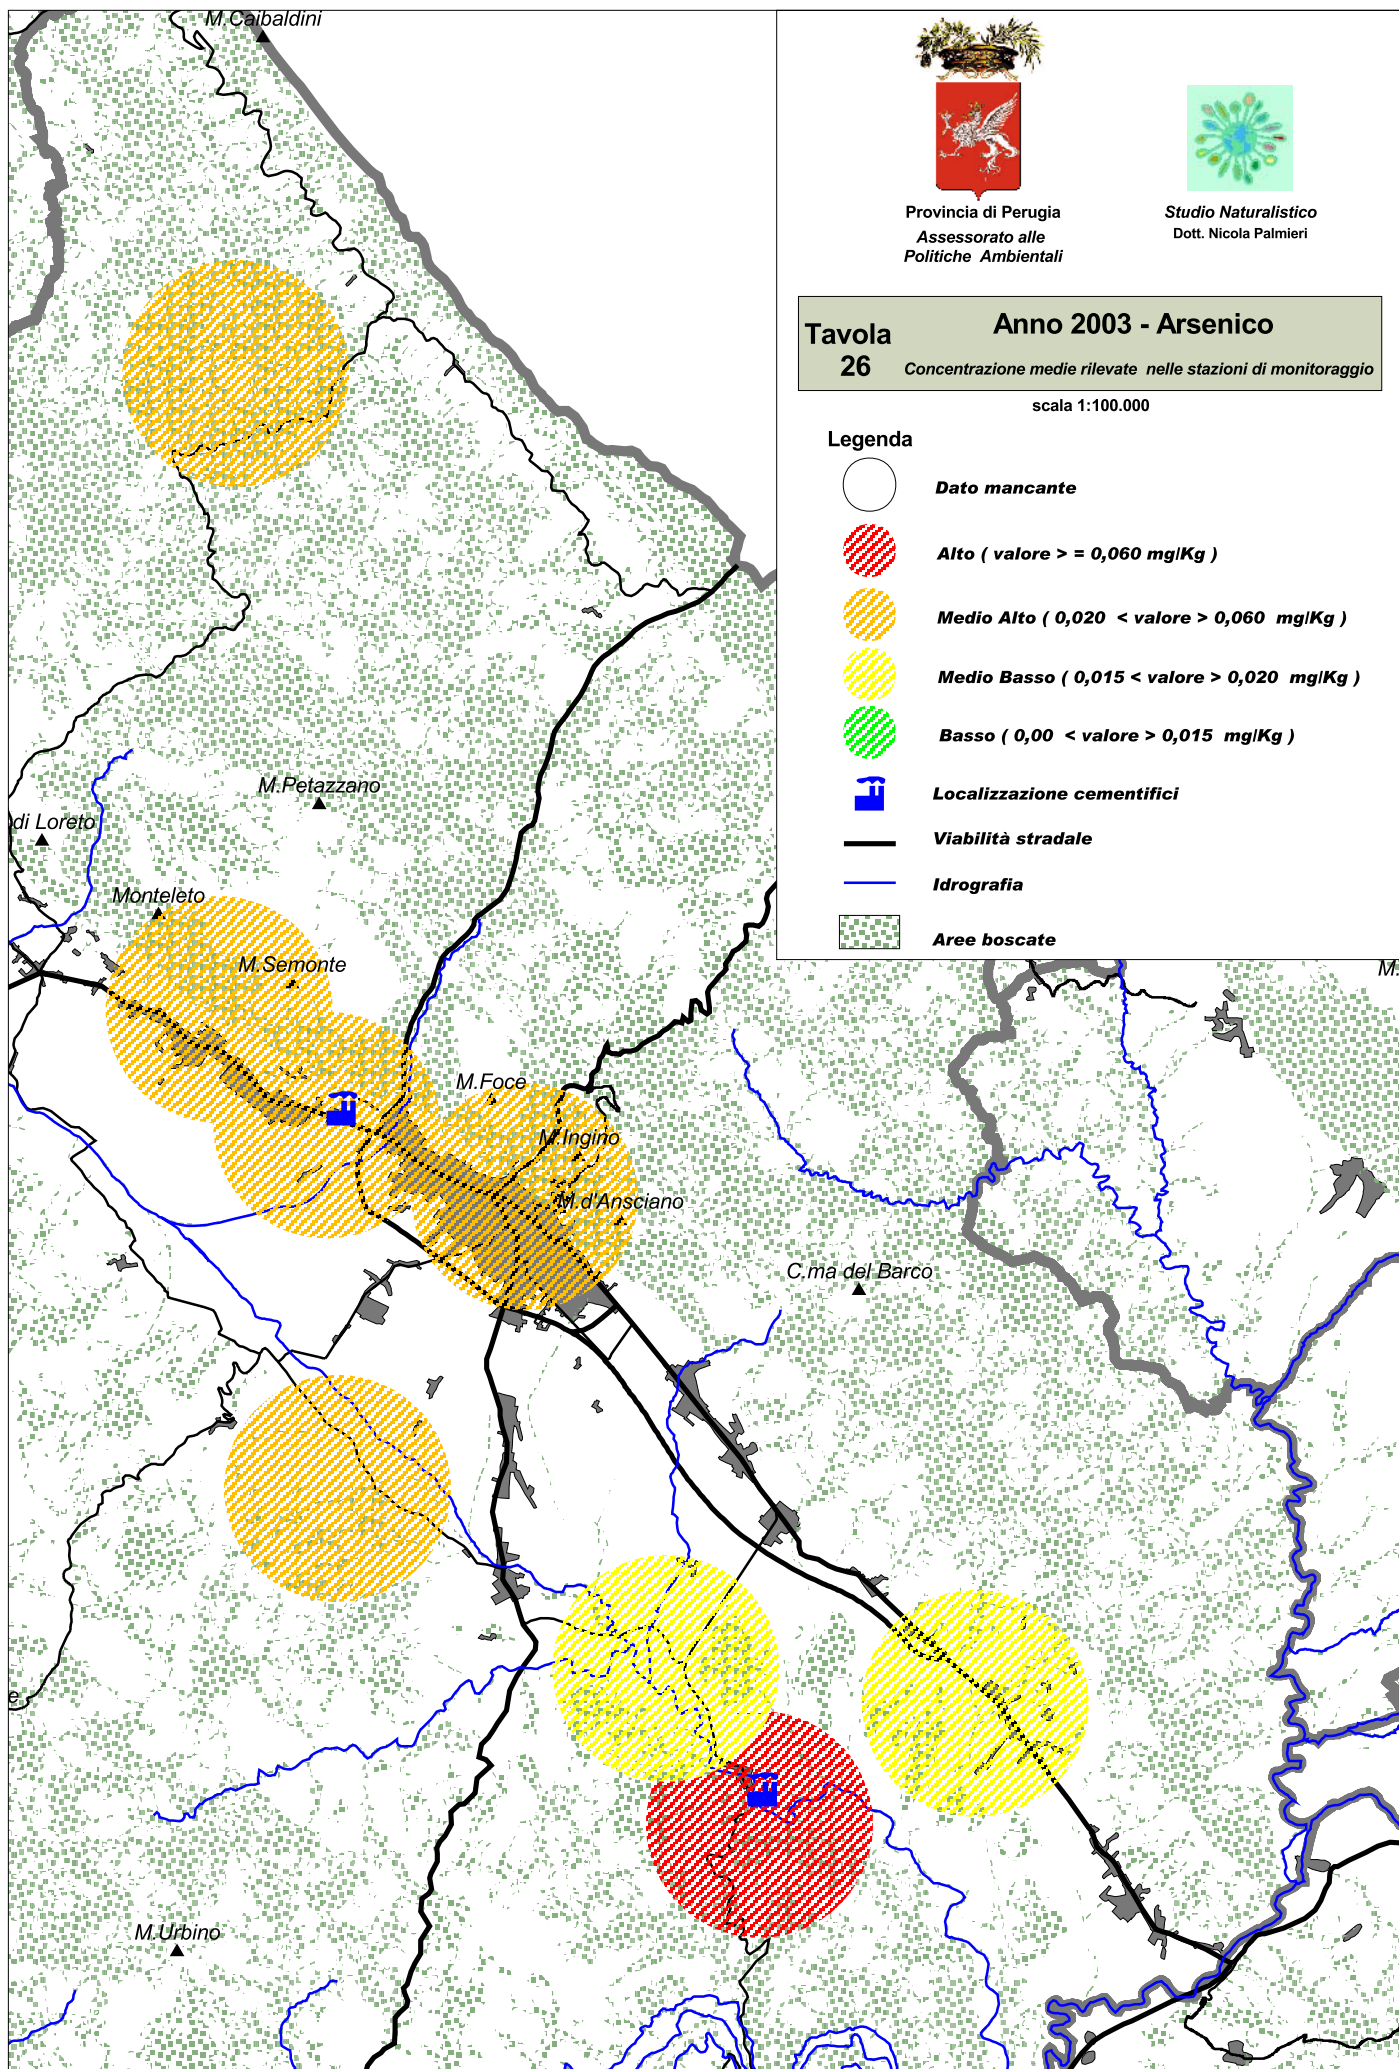 M.Caibaldini
Provincia di Perugia
Assessorato alle
Politiche Ambientali
Studio Naturalistico
Dott. Nicola Palmieri
Tavola
26
Anno 2003 - Arsenico
Concentrazione medie rilevate nelle stazioni di monitoraggio
scala 1:100.000
Legenda
Dato mancante
Alto ( valore > = 0,060 mg/Kg )
Medio Alto ( 0,020 < valore > 0,060 mg/Kg )
Medio Basso ( 0,015 < valore > 0,020 mg/Kg )
Basso ( 0,00 < valore > 0,015 mg/Kg )
Localizzazione cementifici
Viabilità stradale
Idrografia
Aree boscate
M.Petazzano
di Loreto
Monteleto
M.Semonte
M.
M.Foce
M.Ingino
M.d'Ansciano
C.ma del Barco
e
M.Urbino